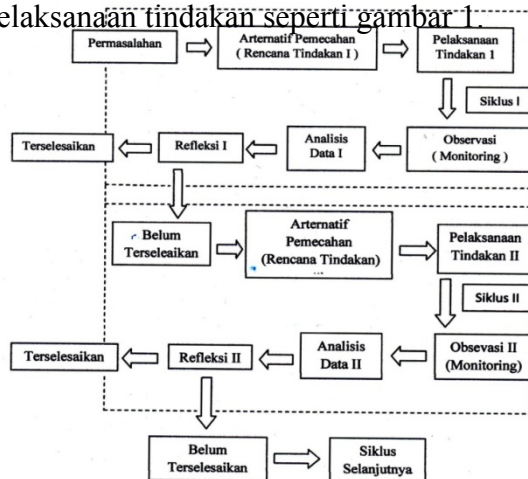 elaksanaan tindakan seperti gambar 1.
Permasalahan
Arternatif Pemecahan
( Rencana Tindakan I )
Pelaksanaan
Tindakan 1
Siklus I
Terselesaikan
Refleksi I
Analisis
Data I
Observasi
( Monitoring )
Belum
Terseleaikan
Arternatif
Pemecahan
(Rencana Tindakan)
...
Pelaksanaan
Tindakan II
Siklus II
Terselesaikan
Refleksi II
Analisis
Data II
Obsevasi II
(Monitoring)
Belum
Terselesaikan
Siklus
Selanjutnya